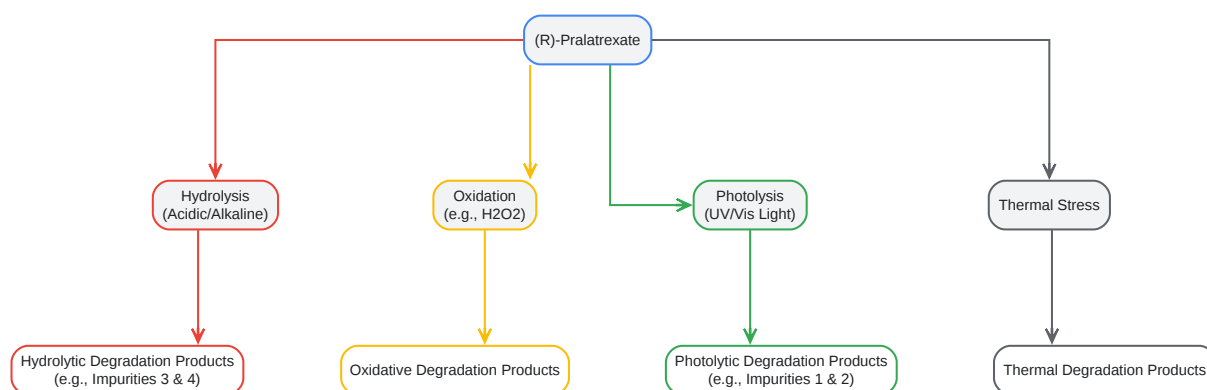 (R)-Pralatrexate
Hydrolysis
(Acidic/Alkaline)
Oxidation
(e.g., H2O2)
Photolysis
(UV/Vis Light)
Thermal Stress
Hydrolytic Degradation Products
(e.g., Impurities 3 & 4)
Oxidative Degradation Products
Photolytic Degradation Products
(e.g., Impurities 1 & 2)
Thermal Degradation Products